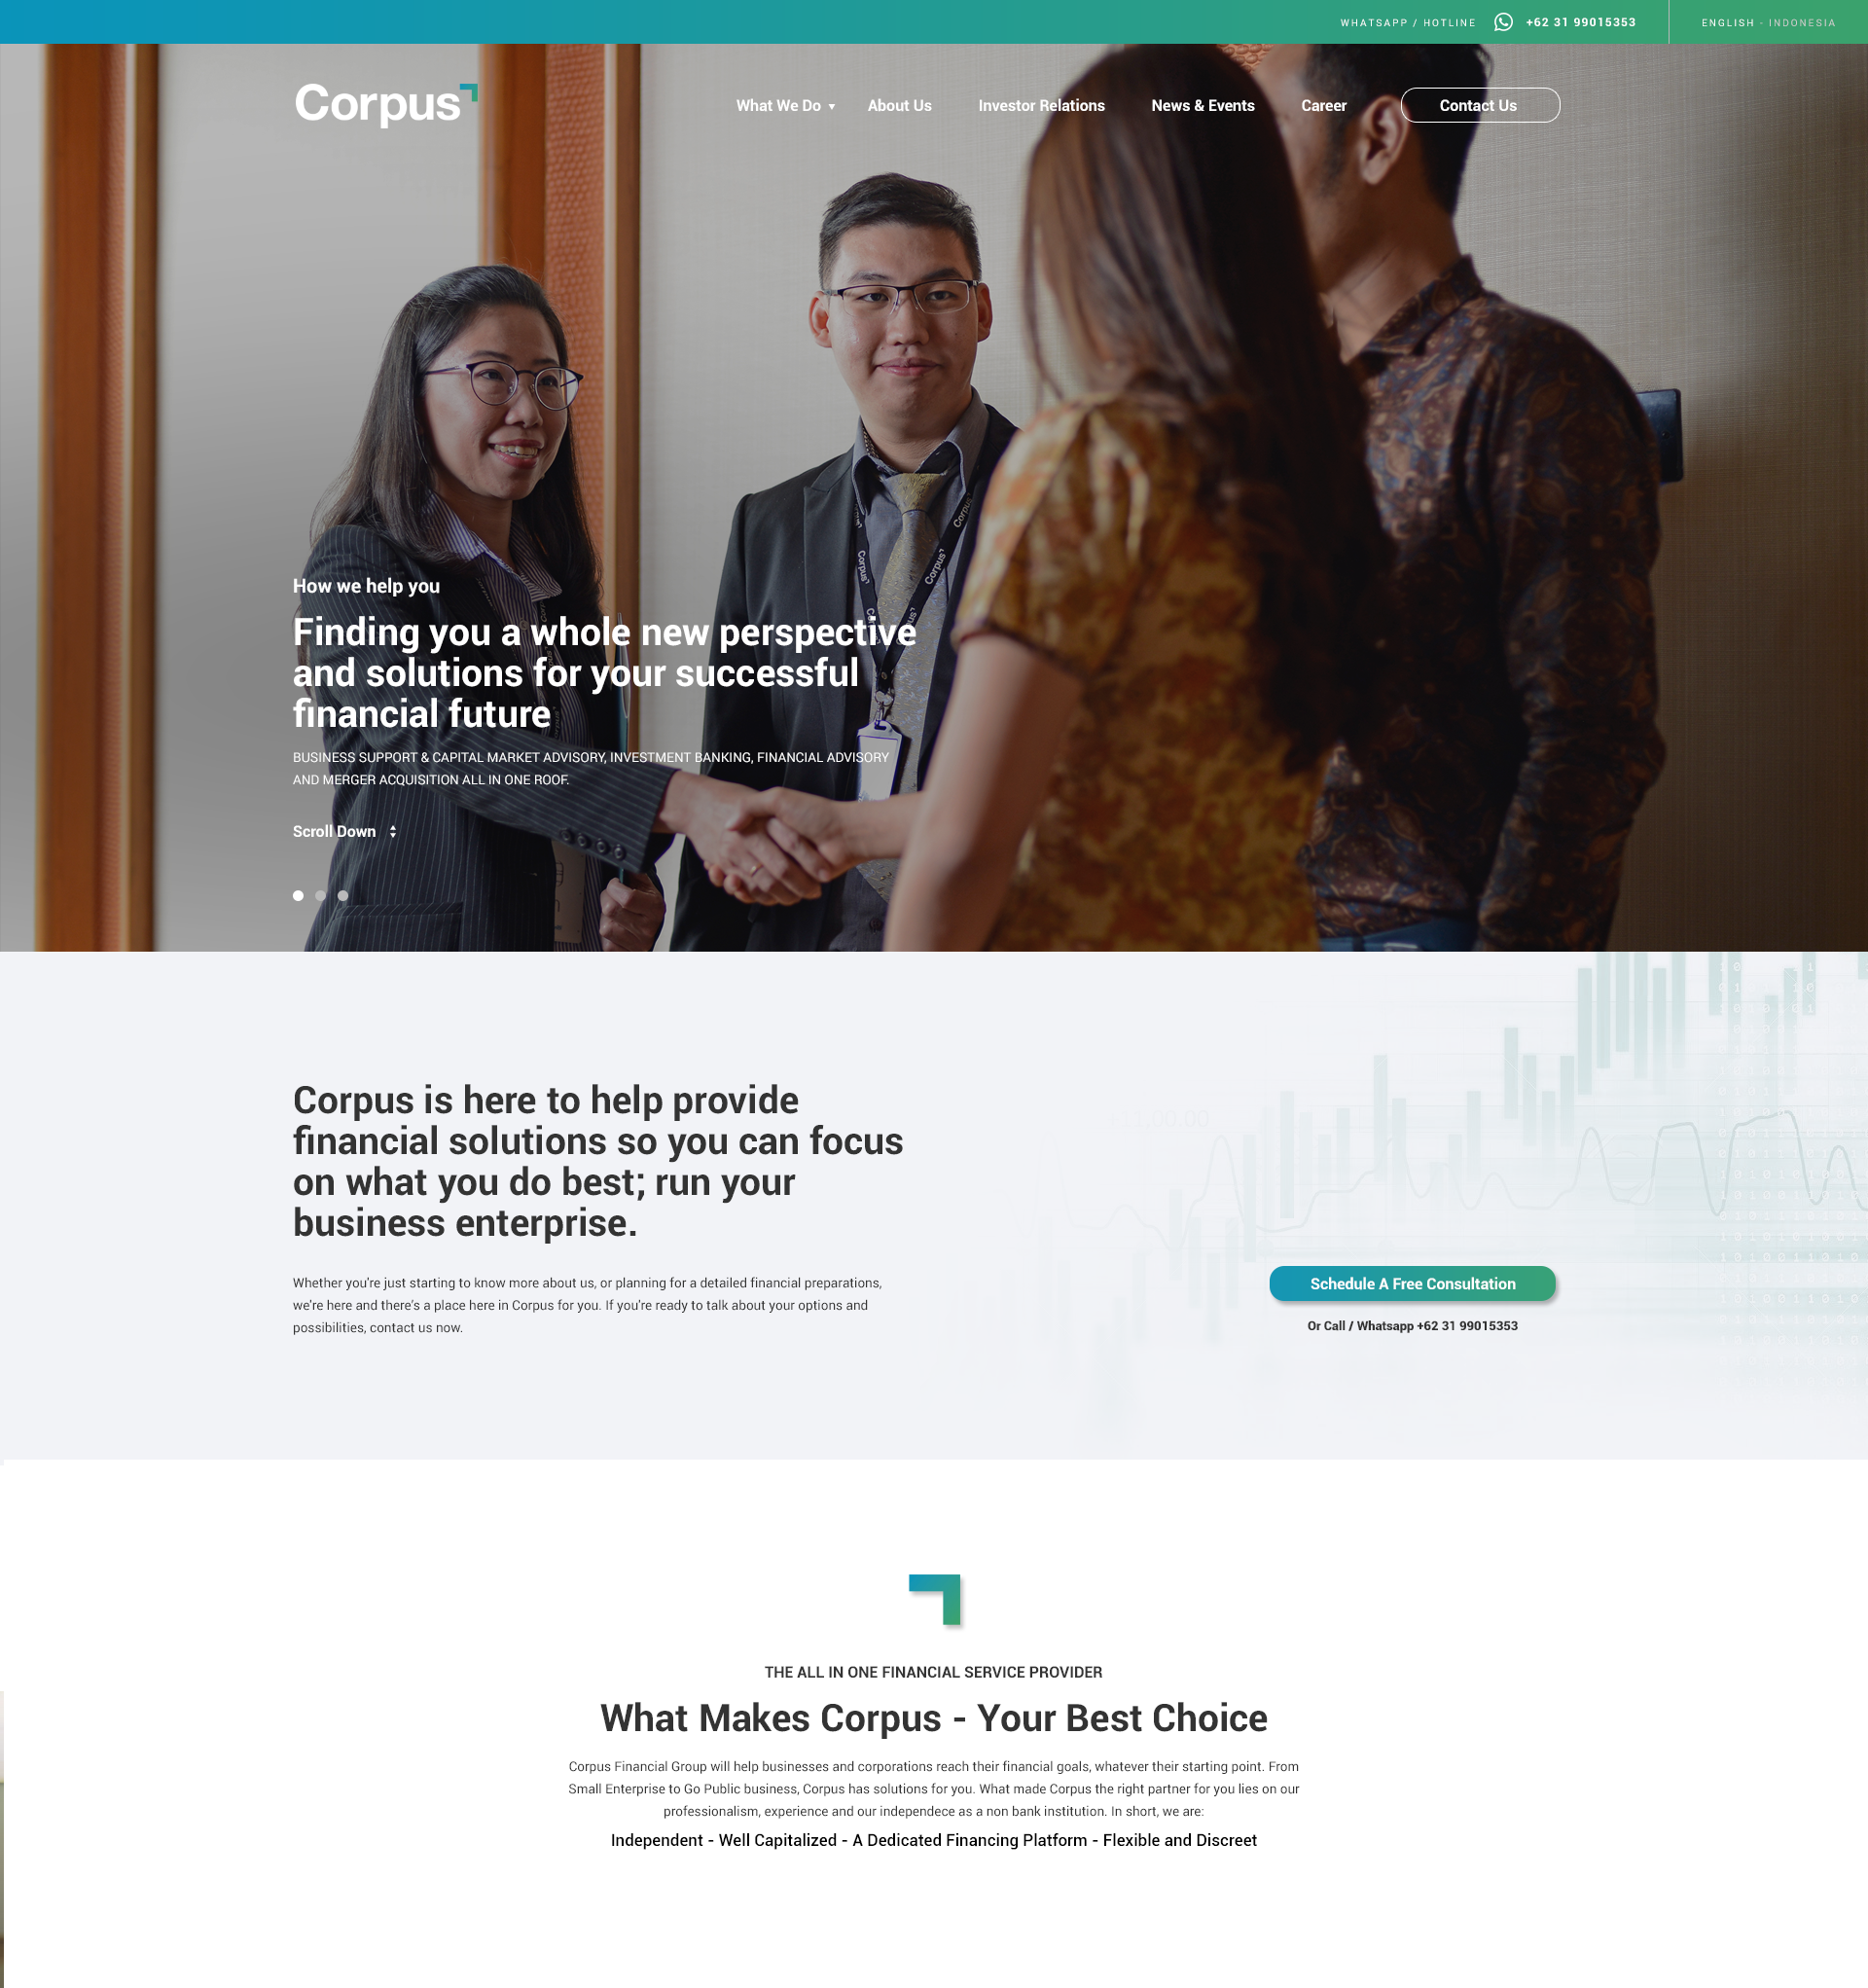 WHATSAPP / HOTLINE +62 31 99015353 ENGLISH - INDONESIA
Corpus
What We Do About Us Investor Relations News & Events Career Contact Us
Corpus
Corpus
Corpus
Corpus
How we help you
Finding you a whole new perspective
and solutions for your successful
financial future
BUSINESS SUPPORT & CAPITAL MARKET ADVISORY, INVESTMENT BANKING, FINANCIAL ADVISORY
AND MERGER ACQUISITION ALL IN ONE ROOF.
Scroll Down
Corpus is here to help provide
financial solutions so you can focus
on what you do best; run your
business enterprise.
Whether you're just starting to know more about us, or planning for a detailed financial preparations,
we're here and there's a place here in Corpus for you. If you're ready to talk about your options and
possibilities, contact us now.
Schedule A Free Consultation
Or Call / Whatsapp +62 31 99015353
THE ALL IN ONE FINANCIAL SERVICE PROVIDER
What Makes Corpus - Your Best Choice
Corpus Financial Group will help businesses and corporations reach their financial goals, whatever their starting point. From
Small Enterprise to Go Public business, Corpus has solutions for you. What made Corpus the right partner for you lies on our
professionalism, experience and our independece as a non bank institution. In short, we are:
Independent - Well Capitalized - A Dedicated Financing Platform - Flexible and Discreet